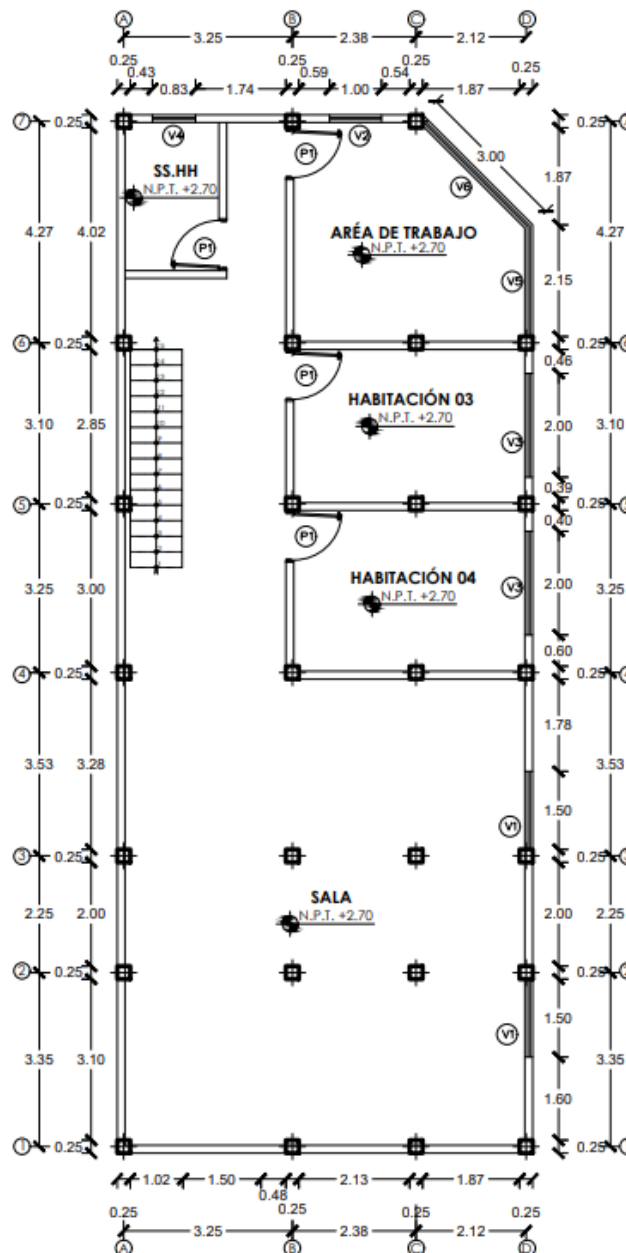 A B C D
3.25 2.38 2.12
0.25 0.25 0.25 0.25
0.43 0.59 0.54
0.83 1.74 1.00 1.87
7 0.25 0.25
V4 V2
P1 3.00
SS.HH V6 1.87
N.P.T. +2.70
ARÉA DE TRABAJO
4.27 4.02 N.P.T. +2.70 4.27
P1
V5 2.15
6 0.25 0.25
0.46
P1
HABITACIÓN 03 2.00
3.10 2.85 N.P.T. +2.70 3.10
V3
0.39
5 0.25 0.25
0.40
P1
HABITACIÓN 04 2.00
3.25 3.00 V3 3.25
N.P.T. +2.70
0.60
4 0.25 0.25
1.78
3.53 3.28 3.53
1.50
V1
3 0.25 0.25
SALA 2.00
2.25 2.00 N.P.T. +2.70 2.25
2 0.25 0.25
1.50
V1
3.35 3.10 3.35
1.60
1 0.25 0.25
1.02 1.50 2.13 1.87
0.48
0.25 0.25 0.25 0.25
3.25 2.38 2.12
A B C D